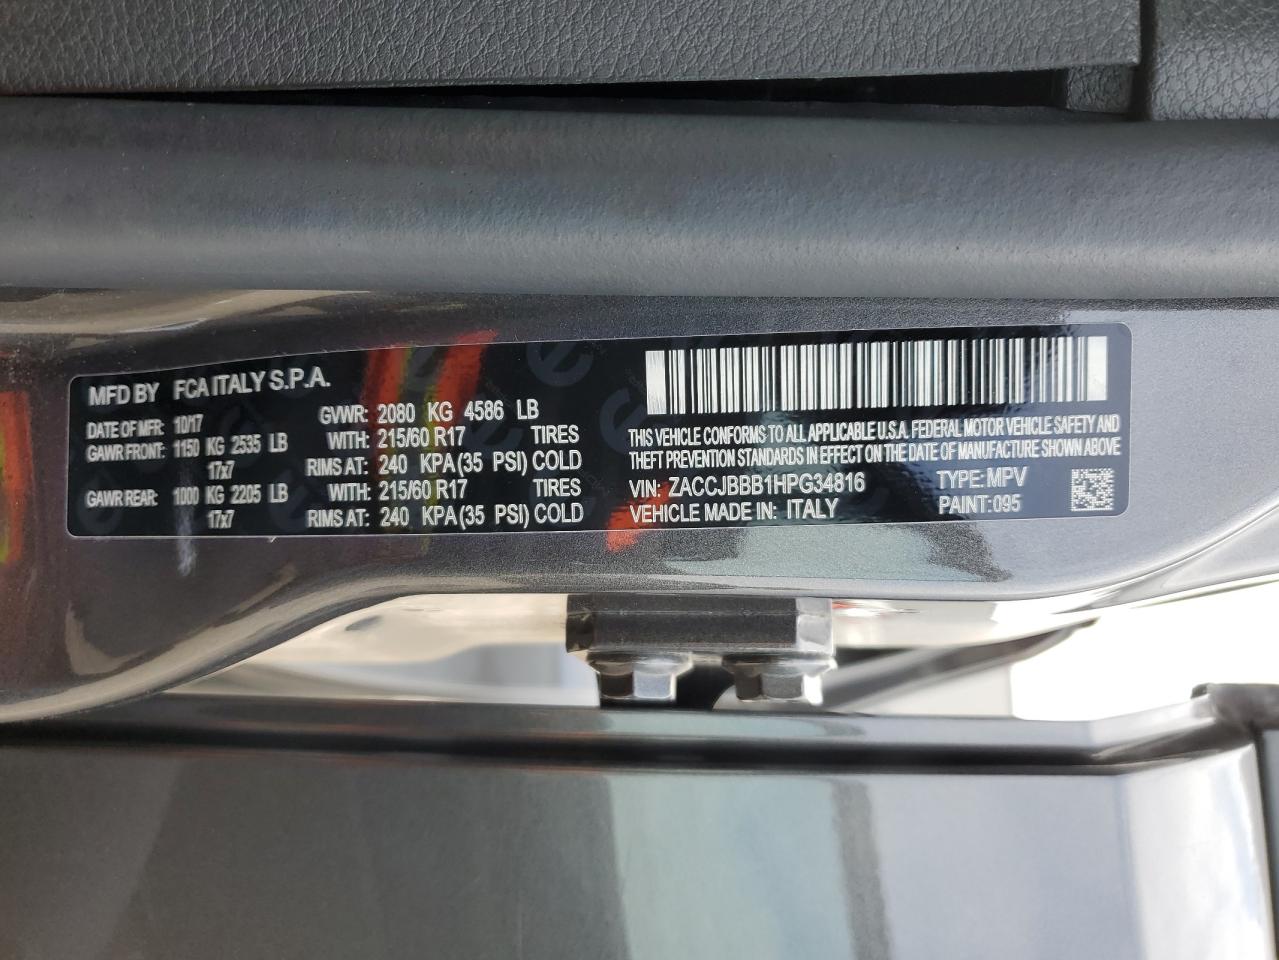 MFD BY FCA ITALY S.P.A.
DATE OF MFR: 10/17 GVWR: 2080 KG 4586 LB
GAWR FRONT: 1150 KG 2535 LB WITH: 215/60 R17 TIRES
17x7 RIMS AT: 240 KPA(35 PSI) COLD
GAWR REAR: 1000 KG 2205 LB WITH: 215/60 R17 TIRES
17x7 RIMS AT: 240 KPA(35 PSI) COLD
THIS VEHICLE CONFORMS TO ALL APPLICABLE U.S.A. FEDERAL MOTOR VEHICLE SAFETY AND
THEFT PREVENTION STANDARDS IN EFFECT ON THE DATE OF MANUFACTURE SHOWN ABOVE
VIN: ZACCJBBB1HPG34816 TYPE: MPV
VEHICLE MADE IN: ITALY PAINT:095